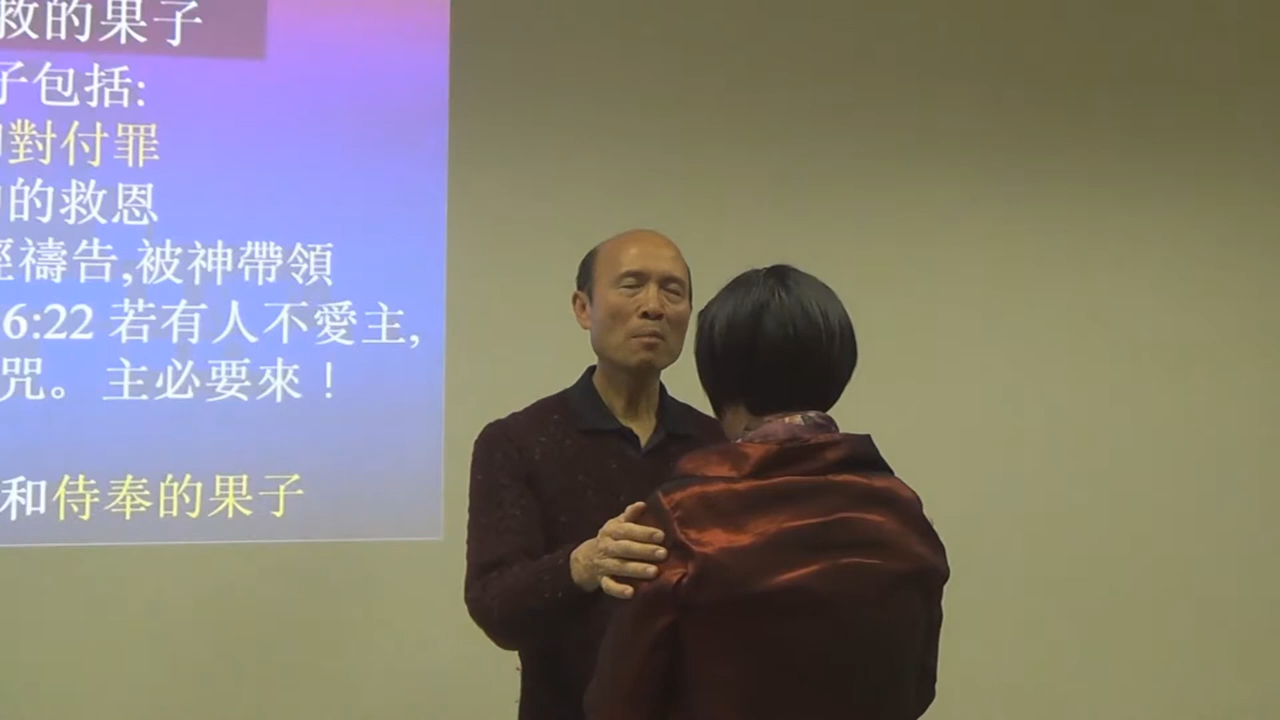 救的果子
子包括:
對付罪
的救恩
禱告,被神帶領
6:22 若有人不愛主,
咒。主必要來！
和侍奉的果子